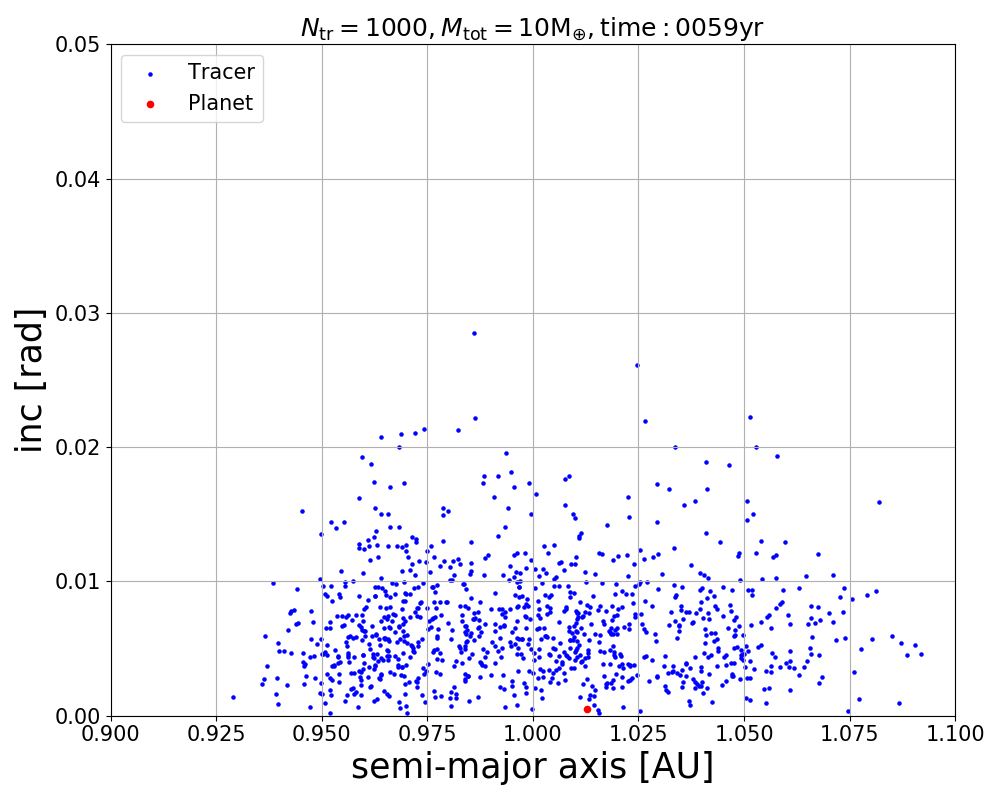 N_tr = 1000, M_tot = 10M_⊕, time : 0059yr
Tracer
Planet
0.05
0.04
0.03
0.02
0.01
0.00
inc [rad]
0.900 0.925 0.950 0.975 1.000 1.025 1.050 1.075 1.100
semi-major axis [AU]